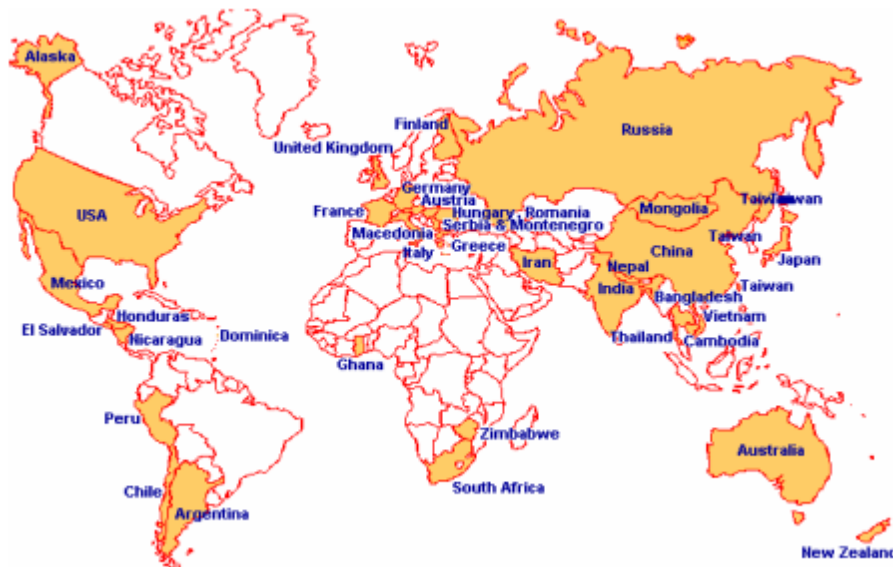 Alaska
Finland
Russia
United Kingdom
Germany
Austria
USA
France
Hungary
Romania
Mongolia
Taiwan
Taiwan
Serbia & Montenegro
Macedonia
Taiwan
Greece
Italy
China
Iran
Nepal
Japan
Mexico
India
Taiwan
Bangladesh
Honduras
Vietnam
El Salvador
Nicaragua
Dominica
Thailand
Cambodia
Ghana
Peru
Zimbabwe
Australia
South Africa
Chile
Argentina
New Zealand